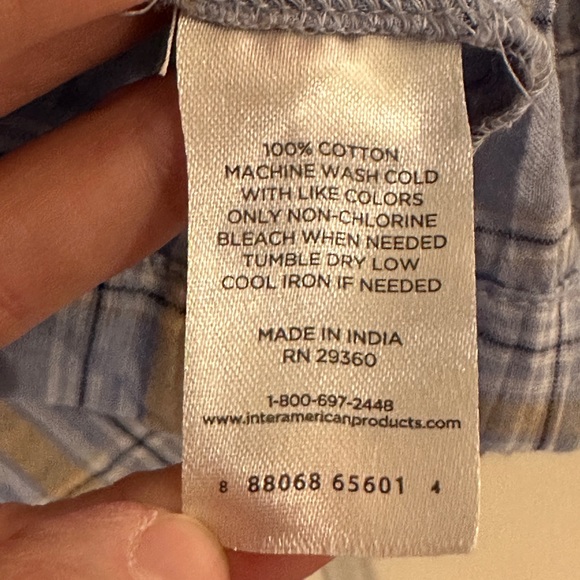 100% COTTON
MACHINE WASH COLD
WITH LIKE COLORS
ONLY NON-CHLORINE
BLEACH WHEN NEEDED
TUMBLE DRY LOW
COOL IRON IF NEEDED
MADE IN INDIA
RN 29360
1-800-697-2448
www.interamericanproducts.com
8 88068 65601 4